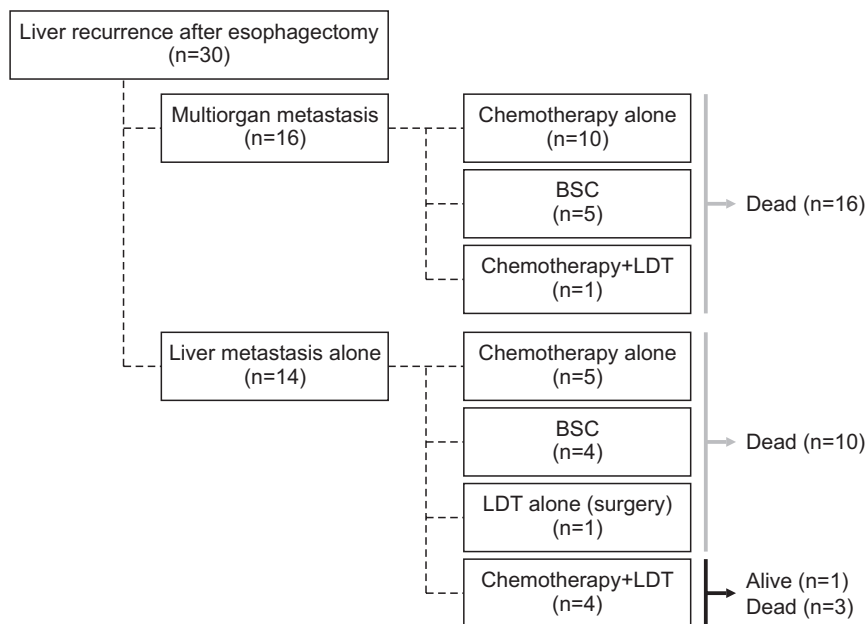 Liver recurrence after esophagectomy
(n=30)
Multiorgan metastasis
(n=16)
Chemotherapy alone
(n=10)
BSC
(n=5)
Chemotherapy+LDT
(n=1)
Dead (n=16)
Liver metastasis alone
(n=14)
Chemotherapy alone
(n=5)
BSC
(n=4)
LDT alone (surgery)
(n=1)
Dead (n=10)
Chemotherapy+LDT
(n=4)
Alive (n=1)
Dead (n=3)